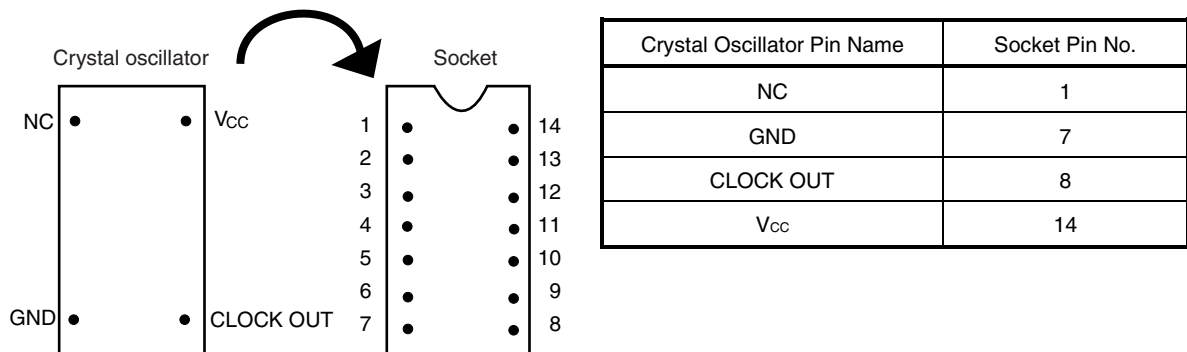 Crystal oscillator
NC
VCC
GND
CLOCK OUT
Socket
1 14
2 13
3 12
4 11
5 10
6 9
7 8
Crystal Oscillator Pin Name Socket Pin No.
NC 1
GND 7
CLOCK OUT 8
VCC 14